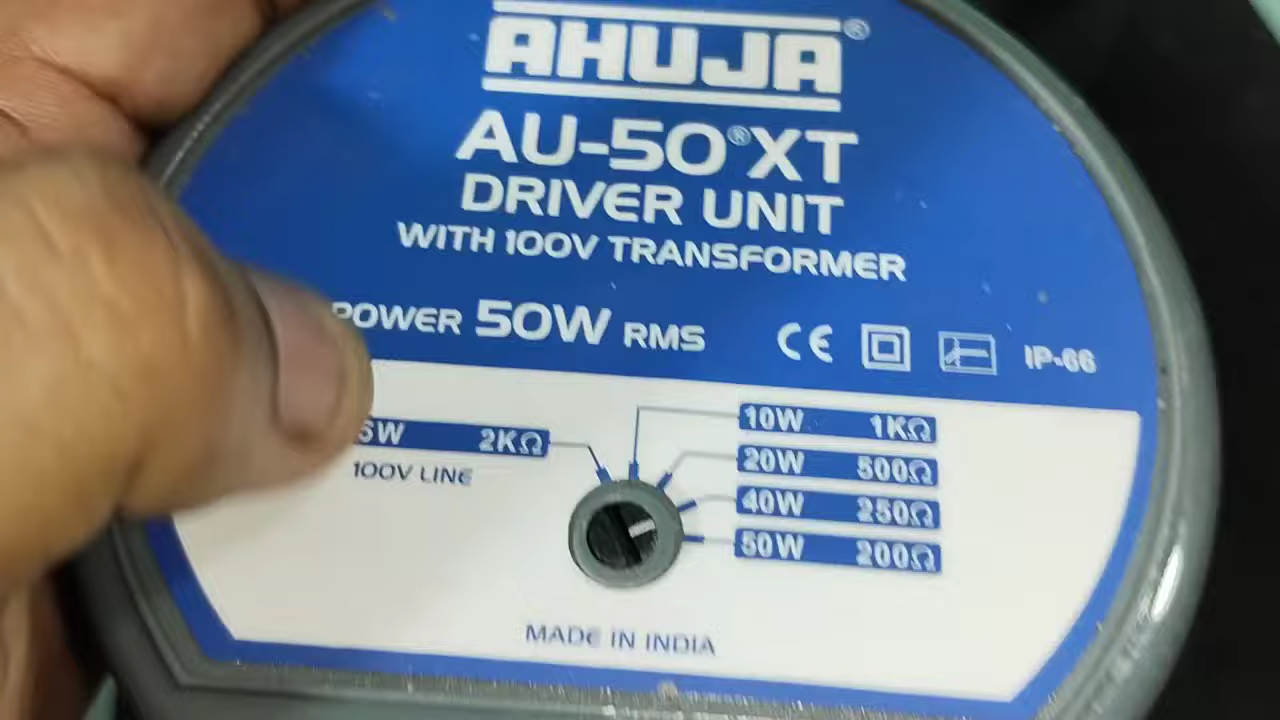 AHUJA®
AU-50®XT
DRIVER UNIT
WITH 100V TRANSFORMER
POWER 50W RMS
CE IP-66
10W 1KΩ
5W 2KΩ
20W 500Ω
100V LINE
40W 250Ω
50W 200Ω
MADE IN INDIA